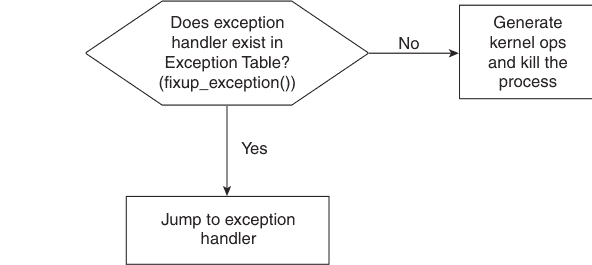 Does exception
handler exist in
Exception Table?
(fixup_exception())
No
Generate
kernel ops
and kill the
process
Yes
Jump to exception
handler